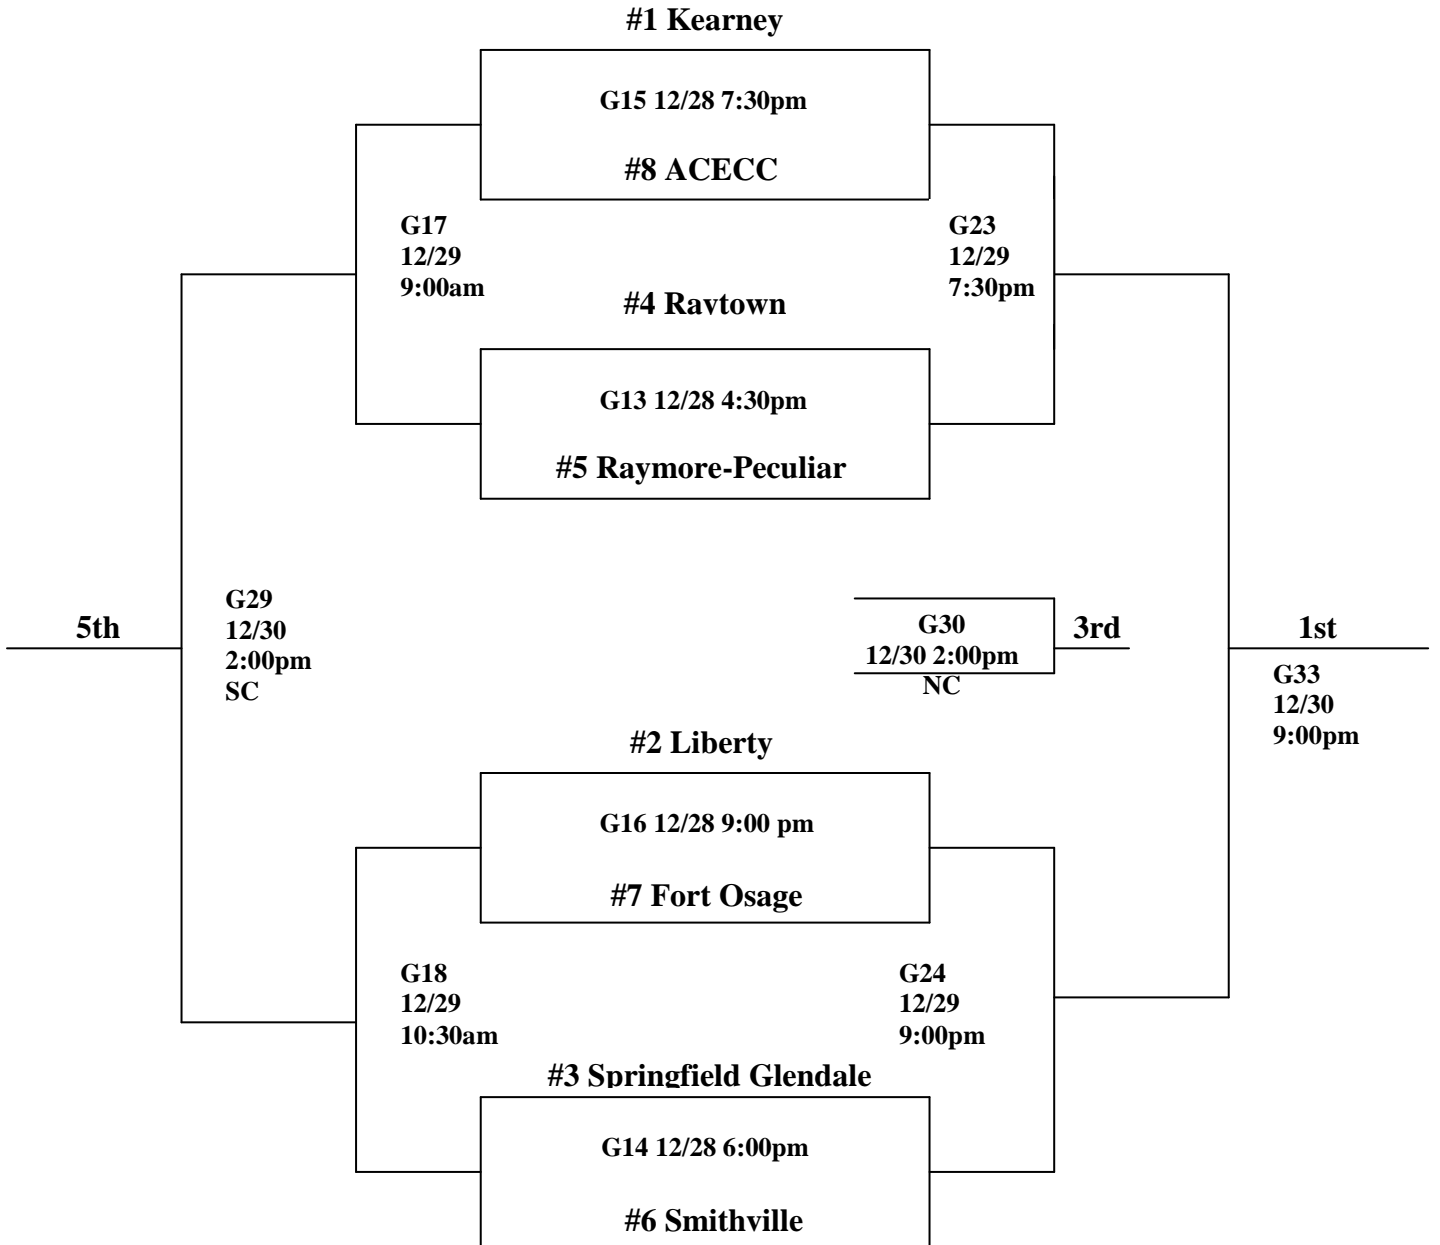 #1 Kearney
G15 12/28 7:30pm
#8 ACECC
G17
12/29
9:00am
G23
12/29
7:30pm
#4 Raytown
G13 12/28 4:30pm
#5 Raymore-Peculiar
5th
G29
12/30
2:00pm
SC
G30
12/30 2:00pm
NC
3rd
1st
G33
12/30
9:00pm
#2 Liberty
G16 12/28 9:00 pm
#7 Fort Osage
G18
12/29
10:30am
G24
12/29
9:00pm
#3 Springfield Glendale
G14 12/28 6:00pm
#6 Smithville